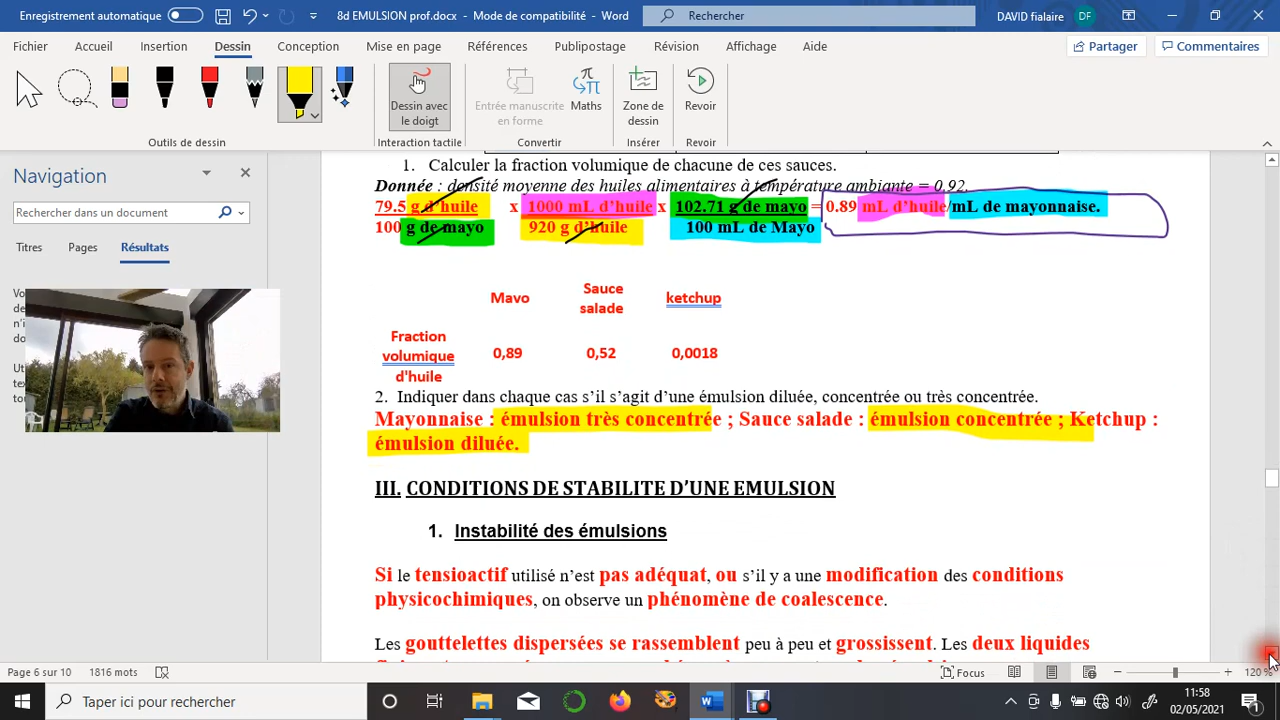 Enregistrement automatique
8d EMULSION prof.docx - Word
Rechercher
DAVID fialaire
DF
Fichier Accueil Insertion Dessin Conception Mise en page Références Publipostage Révision Affichage Aide
Partager
Commentaires
Dessin avec le doigt
Entrée manuscrite en forme
Maths
Zone de dessin
Revoir
Outils de dessin
Interaction tactile
Convertir
Insérer
Revoir
Navigation
Rechercher dans un document
Titres Pages Résultats
1. Calculer la fraction volumique de chacune de ces sauces.
Donnée : densité moyenne des huiles alimentaires à température ambiante = 0.92.
79.5 g d’huile x 1000 mL d’huile x 102.71 g de mayo = 0.89 mL d’huile/mL de mayonnaise.
100 g de mayo 920 g d’huile 100 mL de Mayo
Mayo Sauce salade ketchup
Fraction volumique d'huile 0,89 0,52 0,0018
2. Indiquer dans chaque cas s’il s’agit d’une émulsion diluée, concentrée ou très concentrée.
Mayonnaise : émulsion très concentrée ; Sauce salade : émulsion concentrée ; Ketchup :
émulsion diluée.
III. CONDITIONS DE STABILITE D’UNE EMULSION
1. Instabilité des émulsions
Si le tensioactif utilisé n’est pas adéquat, ou s’il y a une modification des conditions
physicochimiques, on observe un phénomène de coalescence.
Les gouttelettes dispersées se rassemblent peu à peu et grossissent. Les deux liquides
Page 6 sur 10 1816 mots
Focus
120 %
Taper ici pour rechercher
11:58
02/05/2021